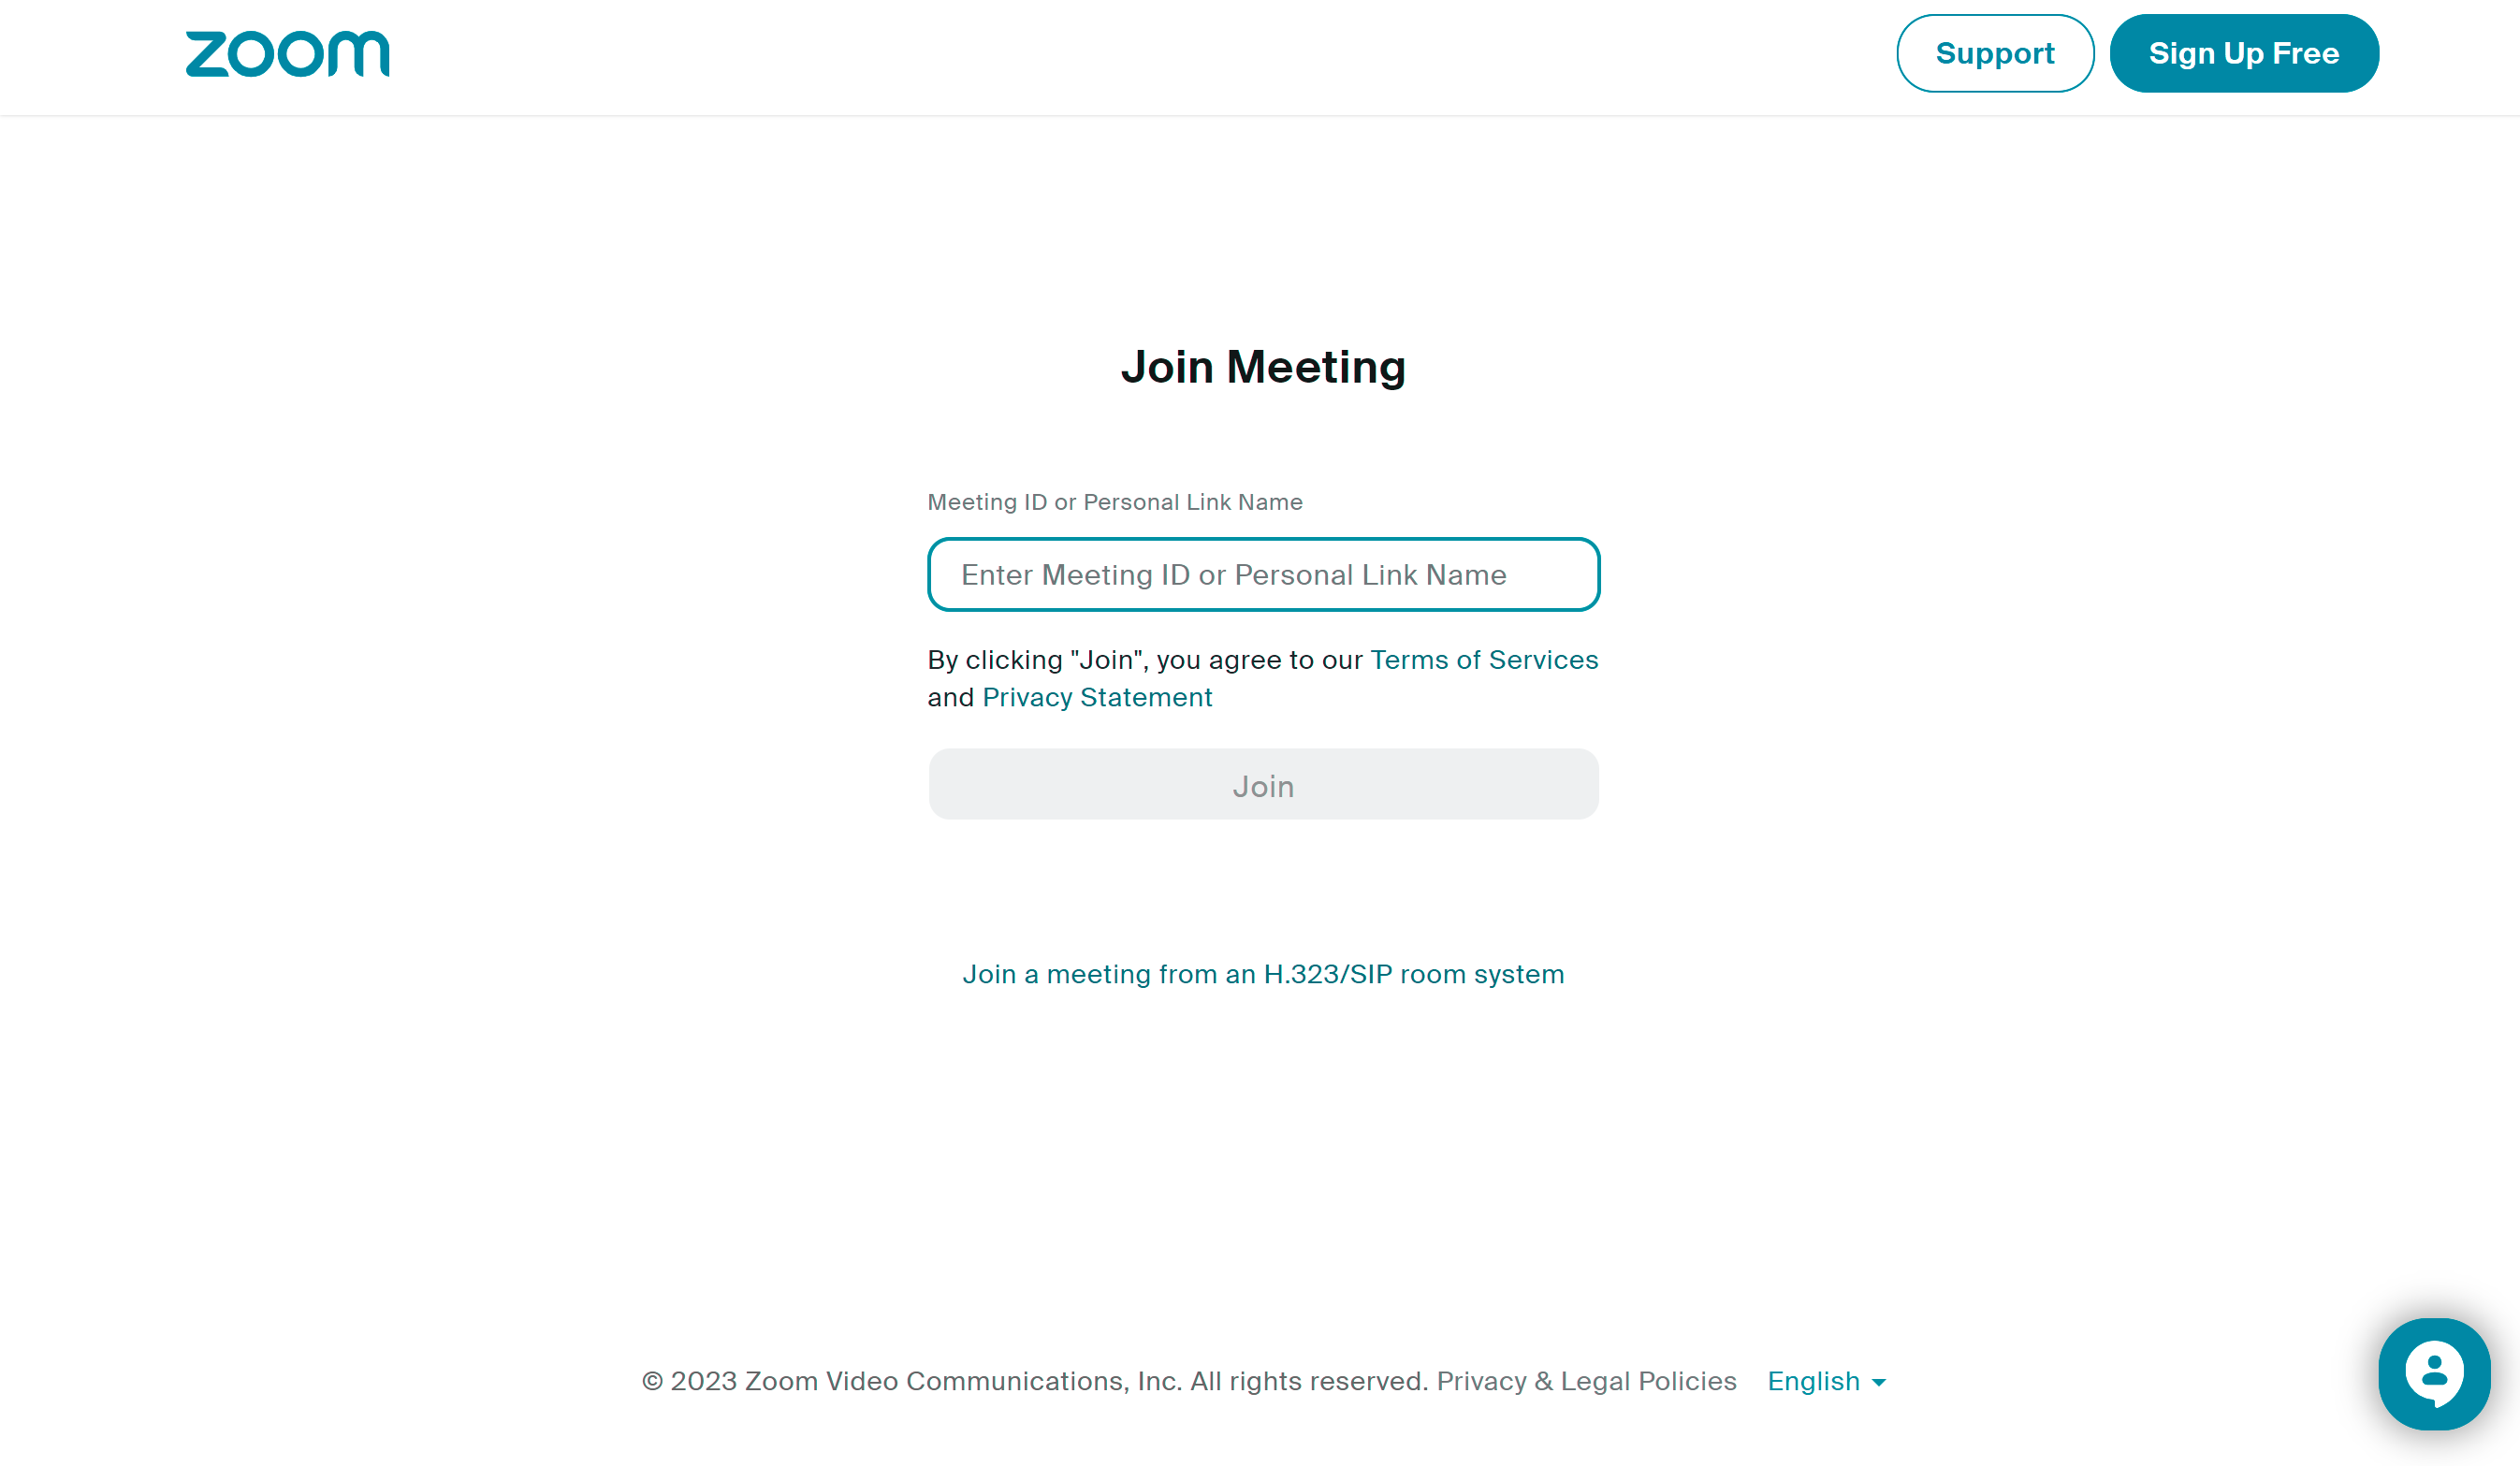 zoom
Support
Sign Up Free
Join Meeting
Meeting ID or Personal Link Name
Enter Meeting ID or Personal Link Name
By clicking "Join", you agree to our Terms of Services
and Privacy Statement
Join
Join a meeting from an H.323/SIP room system
© 2023 Zoom Video Communications, Inc. All rights reserved. Privacy & Legal Policies English